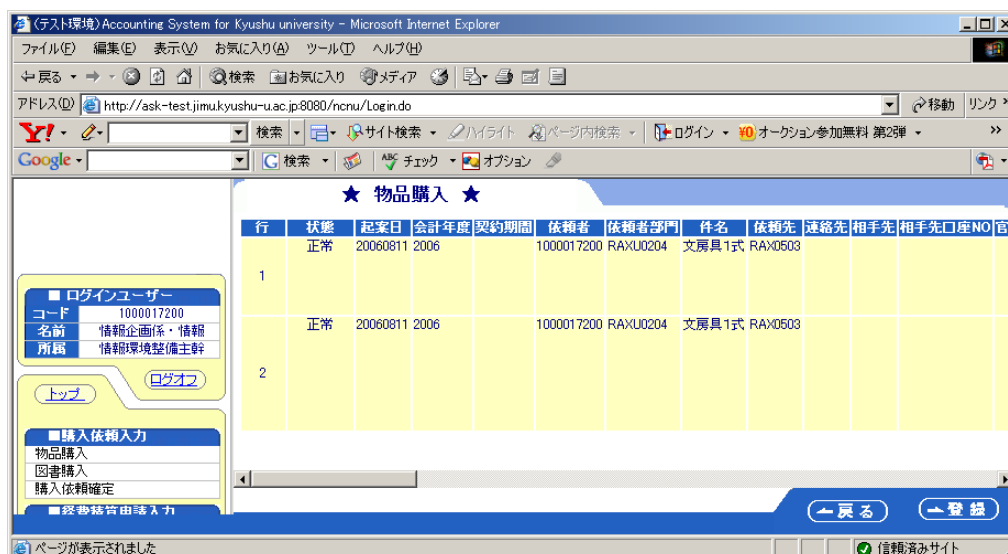 (テスト環境) Accounting System for Kyushu university - Microsoft Internet Explorer
ファイル(F) 編集(E) 表示(V) お気に入り(A) ツール(T) ヘルプ(H)
戻る 検索 お気に入り メディア
アドレス(D) http://ask-test.jimu.kyushu-u.ac.jp:8080/ncnu/Login.do 移動 リンク »
Y! 検索 サイト検索 ハイライト ページ内検索 ログイン オークション参加無料 第2弾 »
Google 検索 ABC チェック オプション
★ 物品購入 ★
行 状態 起案日 会計年度 契約期間 依頼者 依頼者部門 件名 依頼先 連絡先 相手先 相手先口座NO 官
1 正常 20060811 2006 1000017200 RAXU0204 文房具1式 RAX0503
2 正常 20060811 2006 1000017200 RAXU0204 文房具1式 RAX0503
■ ログインユーザー
コード 1000017200
名前 情報企画係・情報
所属 情報環境整備主幹
ログオフ
トップ
■購入依頼入力
物品購入
図書購入
購入依頼確定
■経費精算申請入力
戻る 登録
ページが表示されました 信頼済みサイト